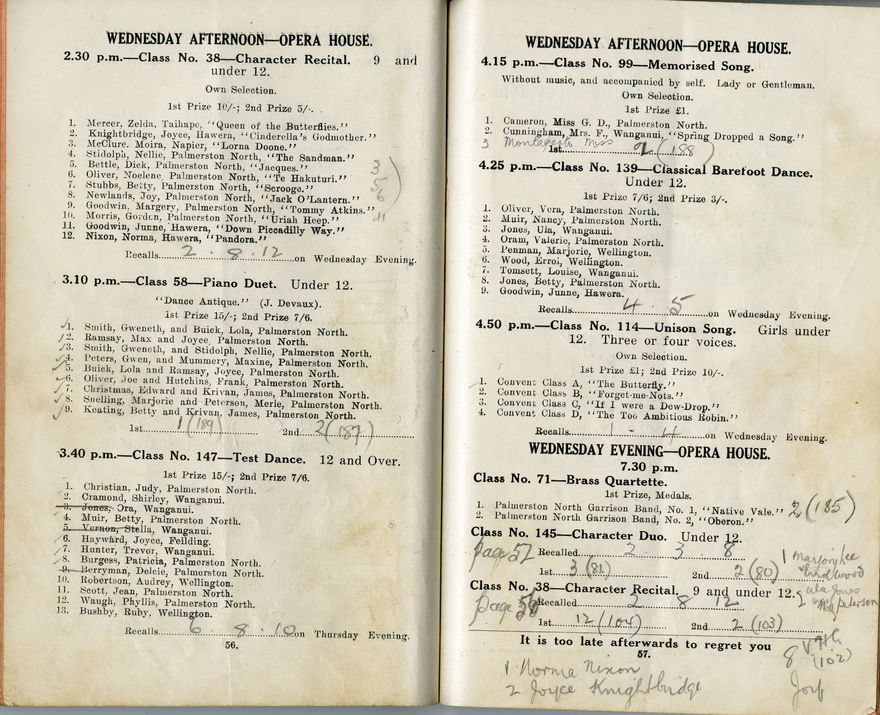 WEDNESDAY AFTERNOON—OPERA HOUSE.
2.30 p.m.—Class No. 38—Character Recital. 9 and
under 12.
Own Selection.
1st Prize 10/-; 2nd Prize 5/-.
1. Mercer, Zelda, Taihape, "Queen of the Butterflies."
2. Knightbridge, Joyce, Hawera, "Cinderella's Godmother."
3. McClure, Moira, Napier, "Lorna Doone."
4. Stidolph, Nellie, Palmerston North, "The Sandman."
5. Bettle, Dick, Palmerston North, "Jacques." 3
6. Oliver, Noelene, Palmerston North, "Te Hakuturi."
7. Stubbs, Betty, Palmerston North, "Scrooge." 5
8. Newlands, Joy, Palmerston North, "Jack O'Lantern." 6
9. Goodwin, Margery, Palmerston North, "Tommy Atkins."
10. Morris, Gordon, Palmerston North, "Uriah Heep." 11
11. Goodwin, Junne, Hawera, "Down Piccadilly Way."
12. Nixon, Norma, Hawera, "Pandora."
Recalls 2 . 8 . 12 on Wednesday Evening.
3.10 p.m.—Class 58—Piano Duet. Under 12.
"Dance Antique." (J. Devaux).
1st Prize 15/-; 2nd Prize 7/6.
1. Smith, Gweneth, and Buick, Lola, Palmerston North.
2. Ramsay, Max and Joyce, Palmerston North.
3. Smith, Gweneth, and Stidolph, Nellie, Palmerston North.
4. Peters, Gwen, and Mummery, Maxine, Palmerston North.
5. Buick, Lola and Ramsay, Joyce, Palmerston North.
6. Oliver, Joe and Hutchins, Frank, Palmerston North.
7. Christmas, Edward and Krivan, James, Palmerston North.
8. Snelling, Marjorie and Peterson, Merle, Palmerston North.
9. Keating, Betty and Krivan, James, Palmerston North.
1st 1 (189) 2nd 2 (187)
3.40 p.m.—Class No. 147—Test Dance. 12 and Over.
1st Prize 15/-; 2nd Prize 7/6.
1. Christian, Judy, Palmerston North.
2. Cramond, Shirley, Wanganui.
3. Jones, Ora, Wanganui.
4. Muir, Betty, Palmerston North.
5. Vernon, Stella, Wanganui.
6. Hayward, Joyce, Feilding.
7. Hunter, Trevor, Wanganui.
8. Burgess, Patricia, Palmerston North.
9. Berryman, Delcie, Palmerston North.
10. Robertson, Audrey, Wellington.
11. Scott, Jean, Palmerston North.
12. Waugh, Phyllis, Palmerston North.
13. Bushby, Ruby, Wellington.
Recalls 6 . 8 . 10 on Thursday Evening.
56.
WEDNESDAY AFTERNOON—OPERA HOUSE.
4.15 p.m.—Class No. 99—Memorised Song.
Without music, and accompanied by self. Lady or Gentleman.
Own Selection.
1st Prize £1.
1. Cameron, Miss G. D., Palmerston North.
2. Cunningham, Mrs. F., Wanganui, "Spring Dropped a Song."
3 Miss
1st 2 (188)
4.25 p.m.—Class No. 139—Classical Barefoot Dance.
Under 12.
1st Prize 7/6; 2nd Prize 3/-.
1. Oliver, Vera, Palmerston North.
2. Muir, Nancy, Palmerston North.
3. Jones, Ula, Wanganui.
4. Oram, Valerie, Palmerston North.
5. Penman, Marjorie, Wellington.
6. Wood, Errol, Wellington.
7. Tomsett, Louise, Wanganui.
8. Jones, Betty, Palmerston North.
9. Goodwin, Junne, Hawera.
Recalls 4 . 5 on Wednesday Evening.
4.50 p.m.—Class No. 114—Unison Song. Girls under
12. Three or four voices.
Own Selection.
1st Prize £1; 2nd Prize 10/-.
1. Convent Class A, "The Butterfly."
2. Convent Class B, "Forget-me-Nots."
3. Convent Class C, "If I were a Dew-Drop."
4. Convent Class D, "The Too Ambitious Robin."
Recalls 1 - 4 on Wednesday Evening.
WEDNESDAY EVENING—OPERA HOUSE.
7.30 p.m.
Class No. 71—Brass Quartette.
1st Prize, Medals.
1. Palmerston North Garrison Band, No. 1, "Native Vale." 2 (185)
2. Palmerston North Garrison Band, No. 2, "Oberon."
Class No. 145—Character Duo. Under 12.
page 52 Recalled 2 3 8
1st 3 (81) 2nd 2 (80)
1 Marjory Lee
Class No. 38—Character Recital. 9 and under 12.
2 Ula Jones
Peterson
page 56 Recalled 2 8 12
1st 12 (104) 2nd 2 (103)
It is too late afterwards to regret you
57.
8 V.H.C.
(102)
Joy
1 Norma Nixon
2 Joyce Knightbridge